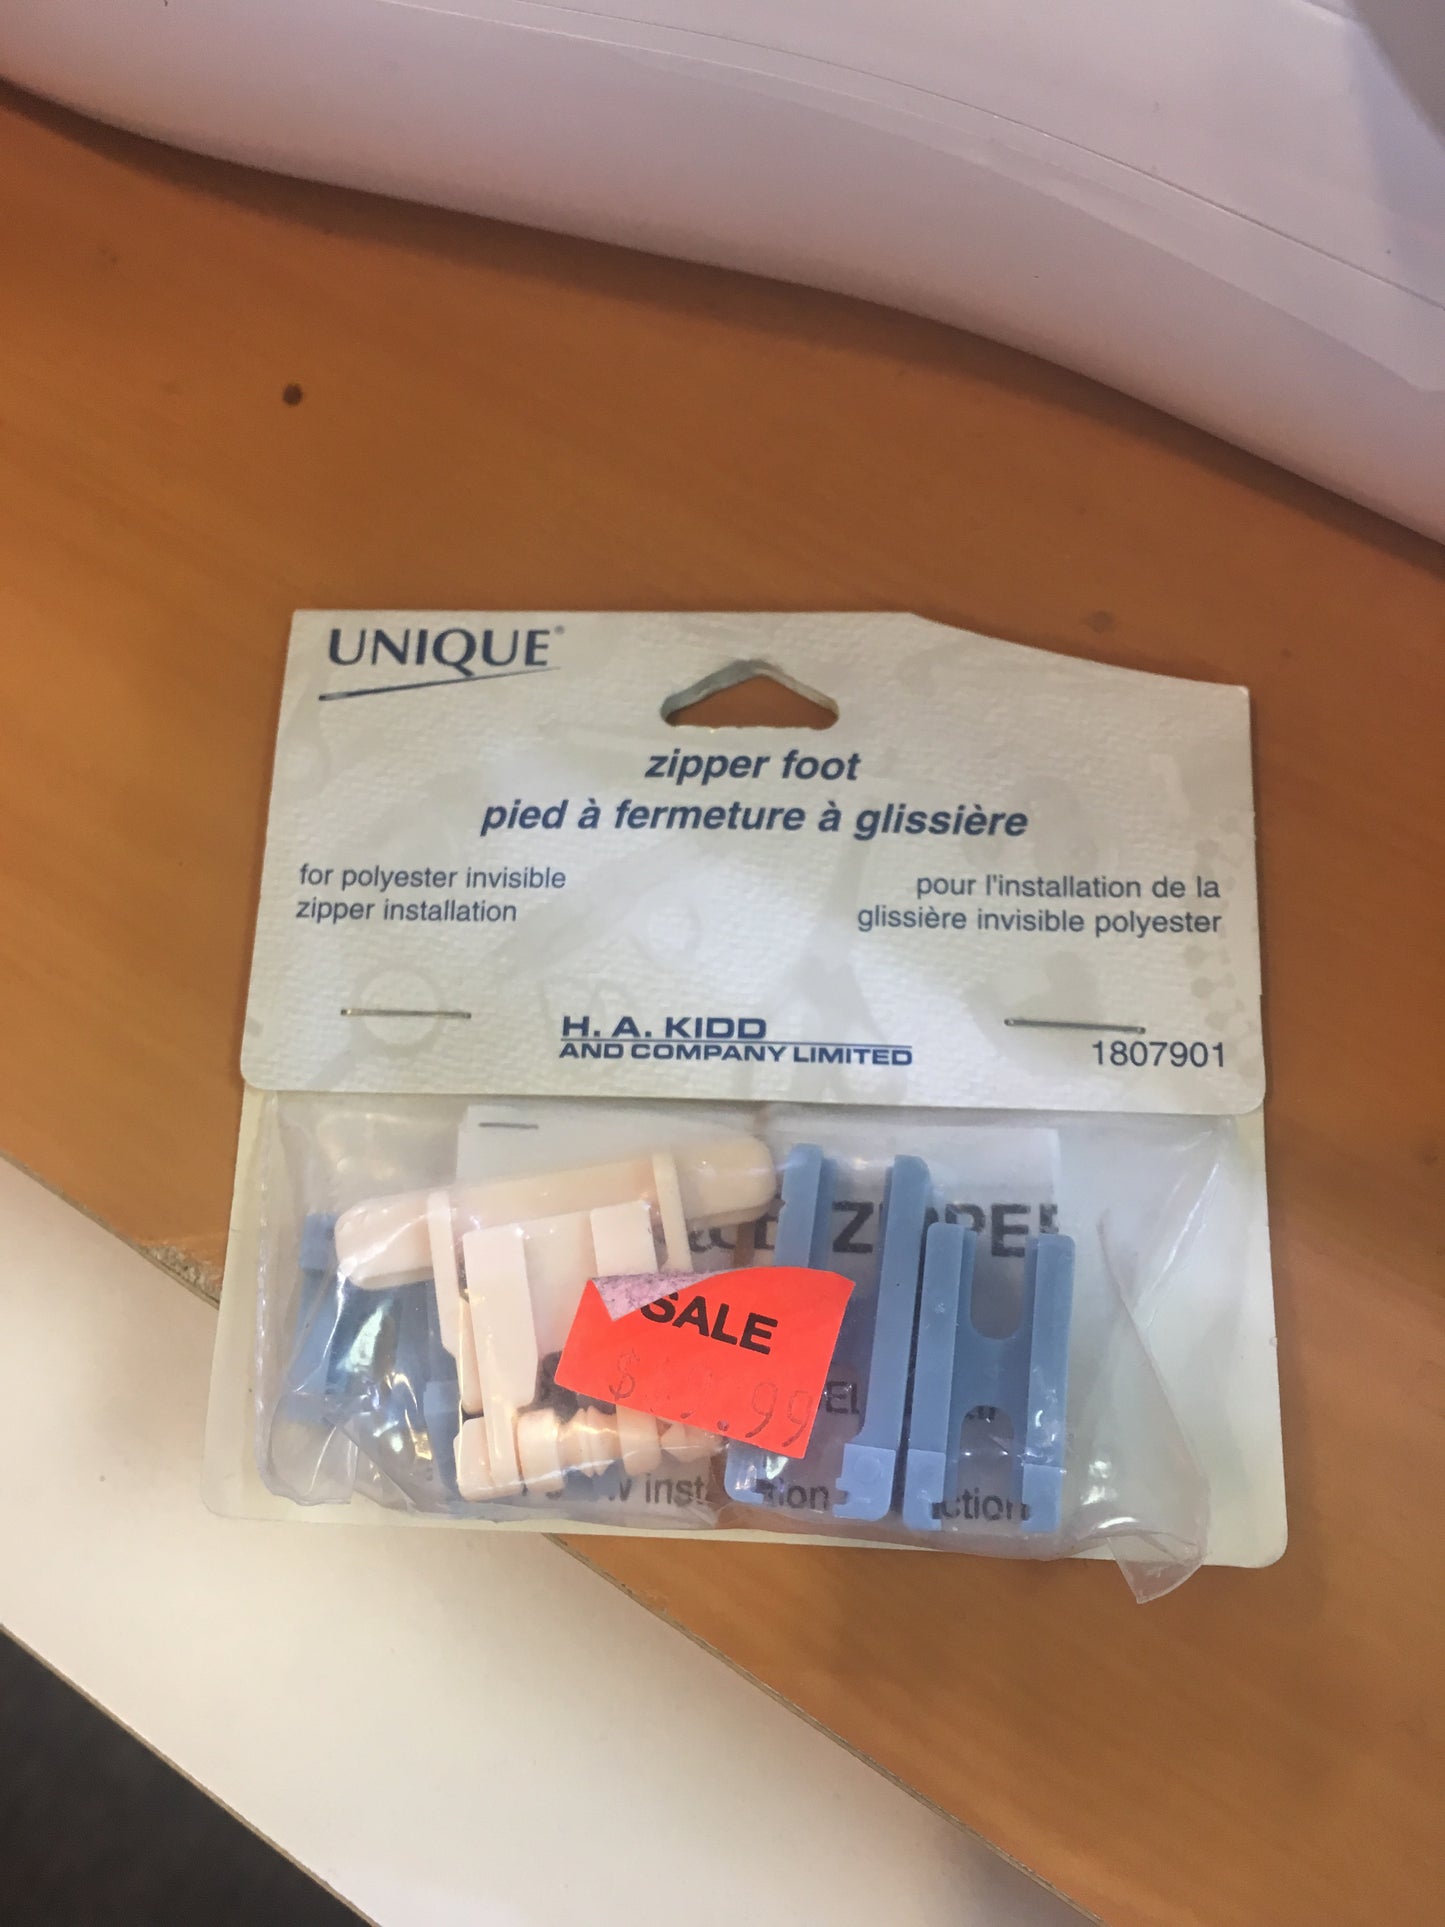 UNIQUE®
zipper foot
pied à fermeture à glissière
for polyester invisible
zipper installation
pour l'installation de la
glissière invisible polyester
H. A. KIDD
AND COMPANY LIMITED
1807901
SALE